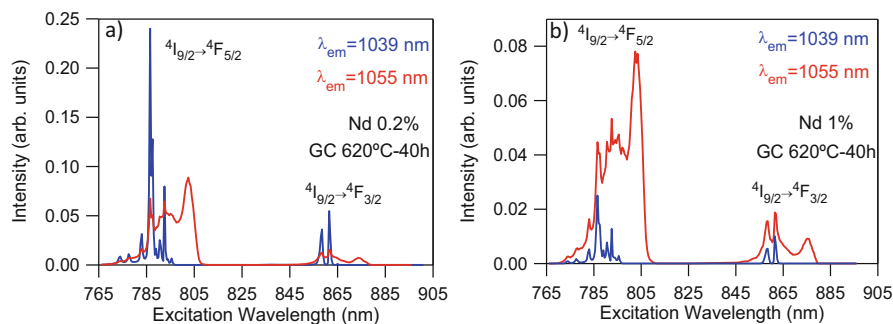 a)
⁴I₉/₂→⁴F₅/₂
λem=1039 nm
λem=1055 nm
Nd 0.2%
GC 620ºC-40h
⁴I₉/₂→⁴F₃/₂
Intensity (arb. units)
0.25
0.20
0.15
0.10
0.05
0.00
765 785 805 825 845 865 885 905
Excitation Wavelength (nm)
b)
⁴I₉/₂→⁴F₅/₂
λem=1039 nm
λem=1055 nm
Nd 1%
GC 620ºC-40h
⁴I₉/₂→⁴F₃/₂
Intensity (arb. units)
0.08
0.06
0.04
0.02
0.00
765 785 805 825 845 865 885 905
Excitation Wavelength (nm)